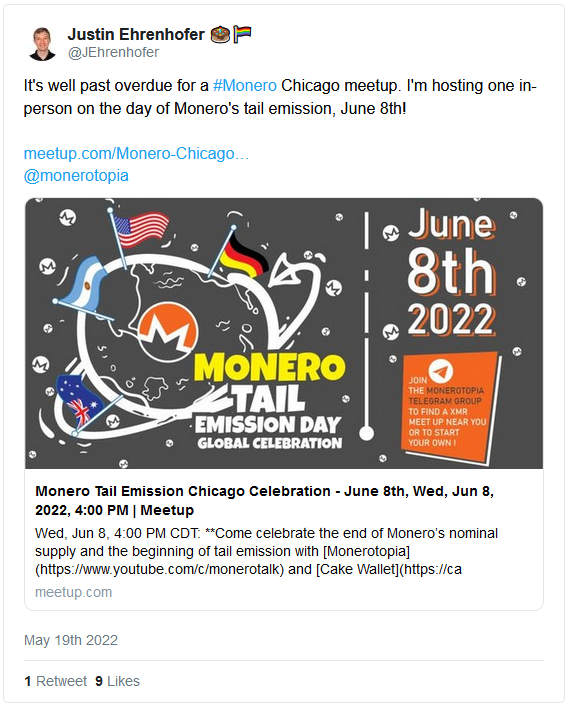 Justin Ehrenhofer
@JEhrenhofer
It's well past overdue for a #Monero Chicago meetup. I'm hosting one in-
person on the day of Monero's tail emission, June 8th!
meetup.com/Monero-Chicago…
@monerotopia
MONERO
TAIL
EMISSION DAY
GLOBAL CELEBRATION
June
8th
2022
JOIN
THE MONEROTOPIA
TELEGRAM GROUP
TO FIND A XMR
MEET UP NEAR YOU
OR TO START
YOUR OWN !
Monero Tail Emission Chicago Celebration - June 8th, Wed, Jun 8,
2022, 4:00 PM | Meetup
Wed, Jun 8, 4:00 PM CDT: **Come celebrate the end of Monero's nominal
supply and the beginning of tail emission with [Monerotopia]
(https://www.youtube.com/c/monerotalk) and [Cake Wallet](https://ca
meetup.com
May 19th 2022
1 Retweet 9 Likes